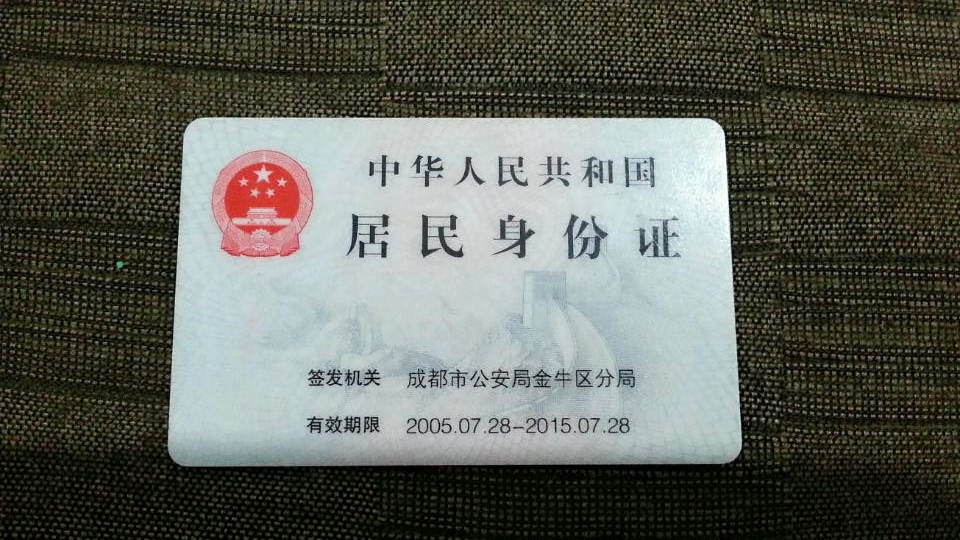 中华人民共和国
居民身份证
签发机关 成都市公安局金牛区分局
有效期限 2005.07.28-2015.07.28